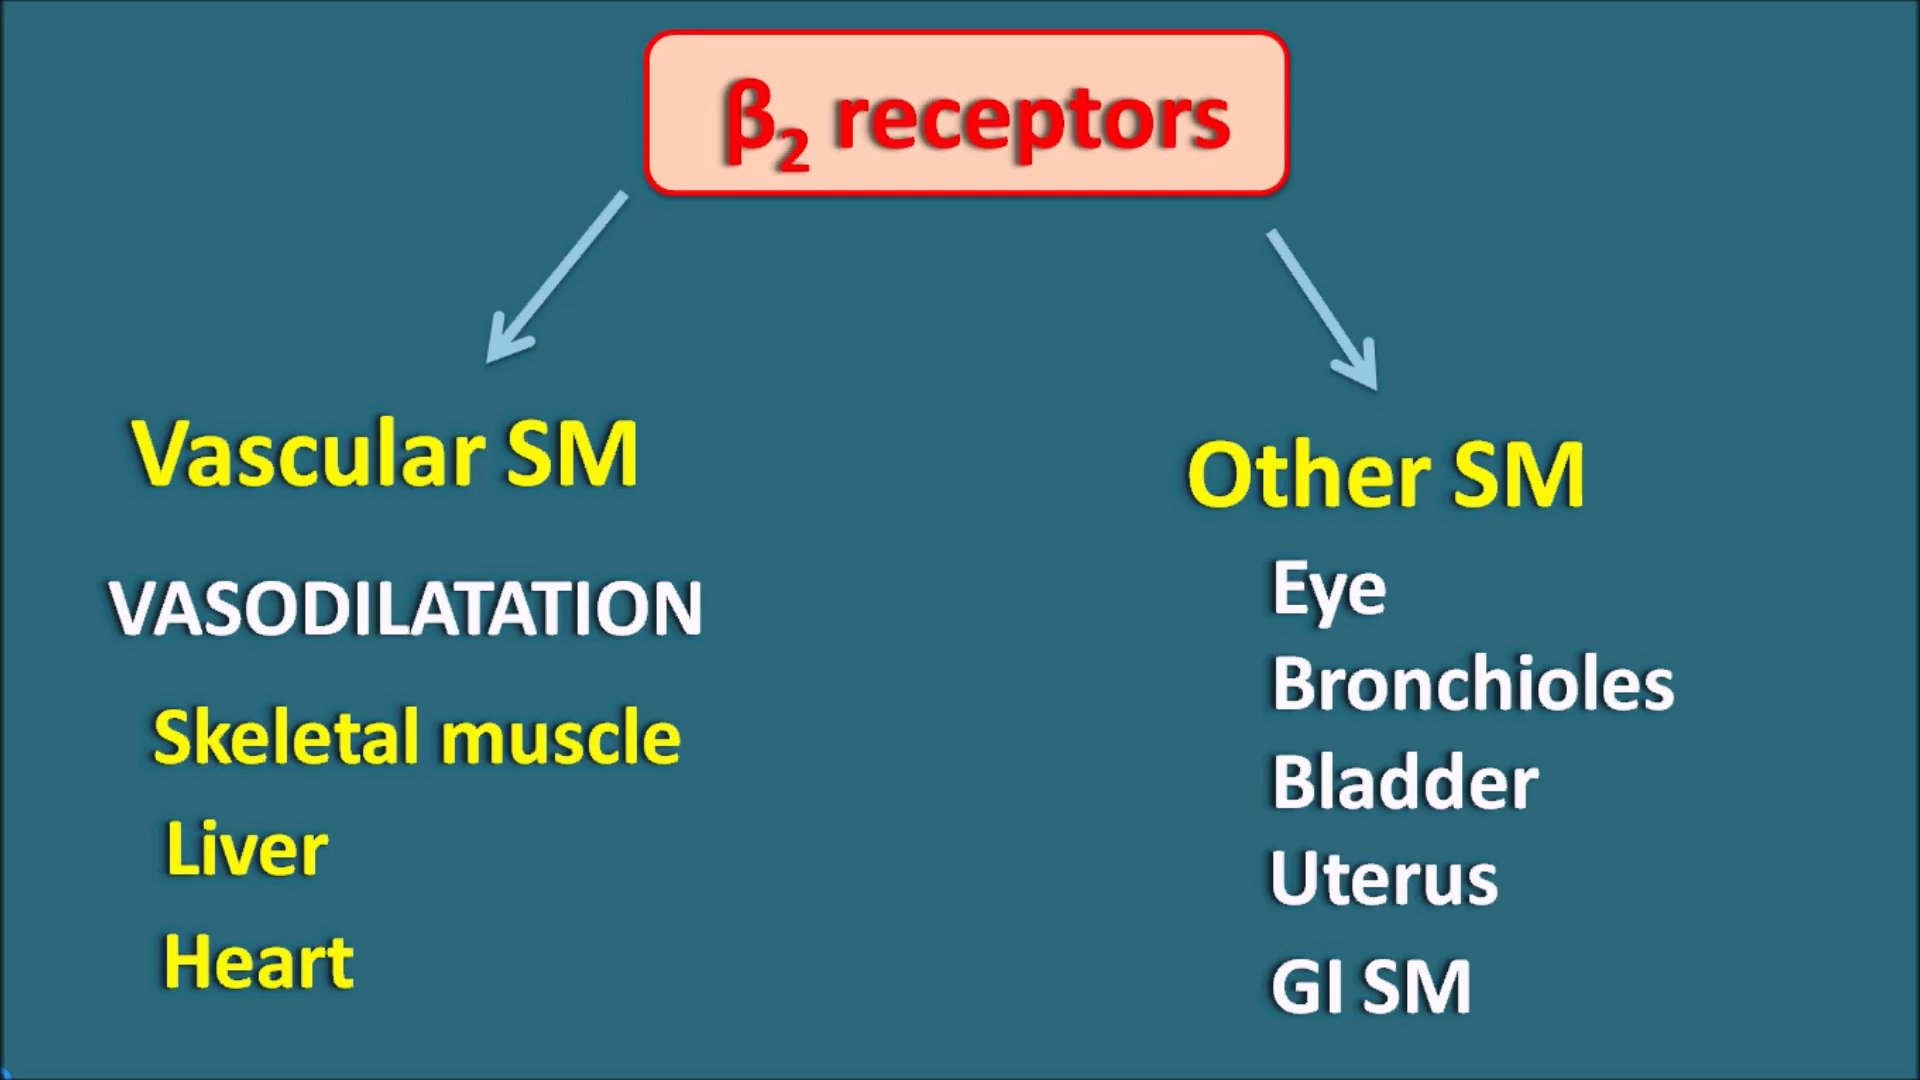 β₂ receptors
Vascular SM
VASODILATATION
Skeletal muscle
Liver
Heart
Other SM
Eye
Bronchioles
Bladder
Uterus
GI SM